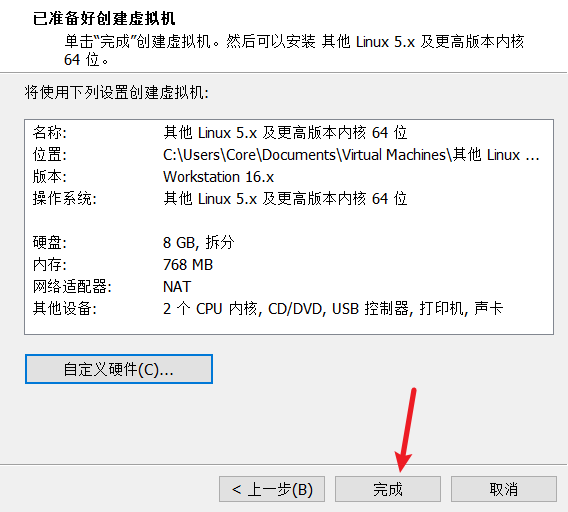 已准备好创建虚拟机
单击“完成”创建虚拟机。然后可以安装 其他 Linux 5.x 及更高版本内核
64 位。
将使用下列设置创建虚拟机:
名称: 其他 Linux 5.x 及更高版本内核 64 位
位置: C:\Users\Core\Documents\Virtual Machines\其他 Linux ...
版本: Workstation 16.x
操作系统: 其他 Linux 5.x 及更高版本内核 64 位
硬盘: 8 GB, 拆分
内存: 768 MB
网络适配器: NAT
其他设备: 2 个 CPU 内核, CD/DVD, USB 控制器, 打印机, 声卡
自定义硬件(C)...
< 上一步(B) 完成 取消